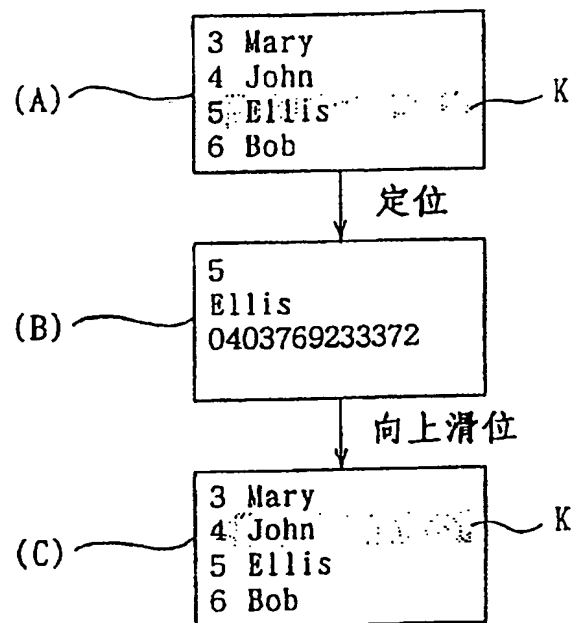 3 Mary
4 John
(A)
5 Ellis
K
6 Bob
定位
5
Ellis
(B)
0403769233372
向上滑位
3 Mary
4 John
K
(C)
5 Ellis
6 Bob